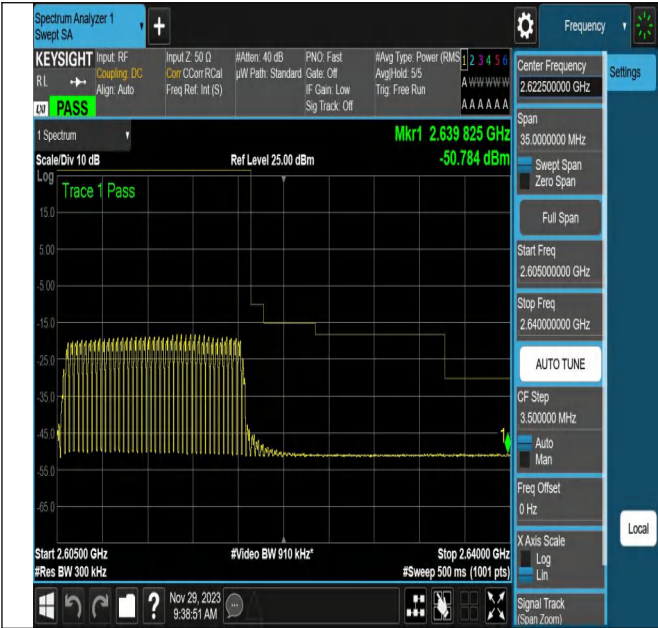 Spectrum Analyzer 1
Swept SA
+
Frequency
KEYSIGHT
Input: RF
Coupling: DC
Align: Auto
Input Z: 50 Ω
Corr CCorr RCal
Freq Ref: Int (S)
#Atten: 40 dB
µW Path: Standard
PNO: Fast
Gate: Off
IF Gain: Low
Sig Track: Off
#Avg Type: Power (RMS
Avg|Hold: 5/5
Trig: Free Run
1 2 3 4 5 6
A W W W W W
A A A A A A
R L
LXI PASS
1 Spectrum
Mkr1 2.639 825 GHz
Scale/Div 10 dB
Ref Level 25.00 dBm
-50.784 dBm
Log
Trace 1 Pass
15.0
5.00
-5.00
-15.0
-25.0
-35.0
-45.0
-55.0
-65.0
1
Start 2.60500 GHz
#Video BW 910 kHz*
Stop 2.64000 GHz
#Res BW 300 kHz
#Sweep 500 ms (1001 pts)
?
Nov 29, 2023
9:38:51 AM
Center Frequency
2.622500000 GHz
Settings
Span
35.0000000 MHz
Swept Span
Zero Span
Full Span
Start Freq
2.605000000 GHz
Stop Freq
2.640000000 GHz
AUTO TUNE
CF Step
3.500000 MHz
Auto
Man
Freq Offset
0 Hz
Local
X Axis Scale
Log
Lin
Signal Track
(Span Zoom)